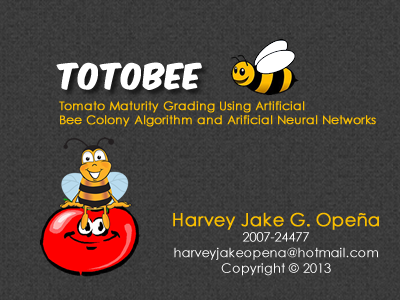 TOTOBEE
Tomato Maturity Grading Using Artificial
Bee Colony Algorithm and Arificial Neural Networks
Harvey Jake G. Opeña
2007-24477
harveyjakeopena@hotmail.com
Copyright © 2013